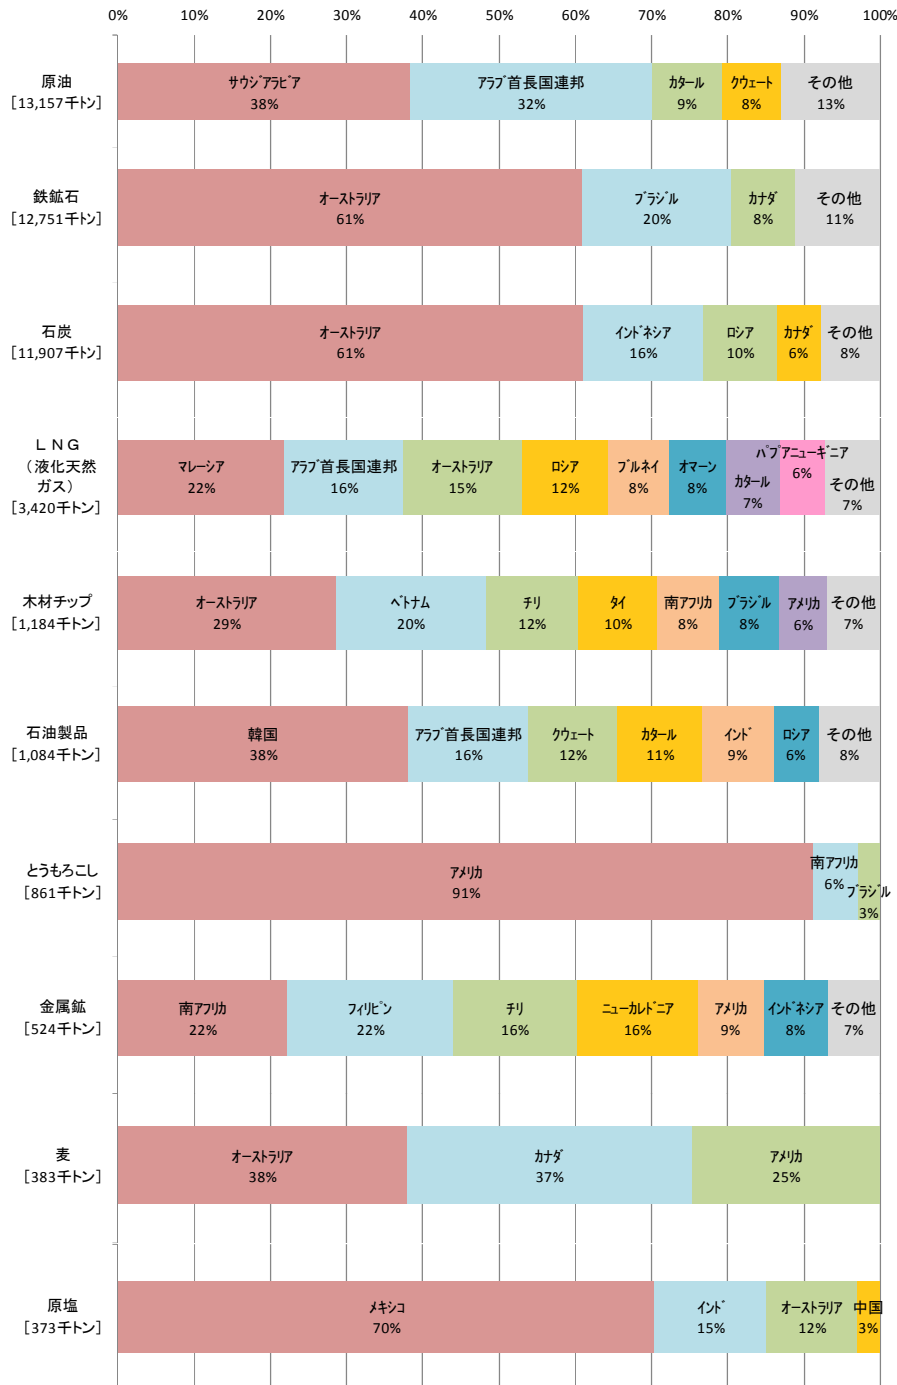 0% 10% 20% 30% 40% 50% 60% 70% 80% 90% 100%
原油
[13,157千トン]
サウジアラビア
38%
アラブ首長国連邦
32%
カタール
9%
クウェート
8%
その他
13%
鉄鉱石
[12,751千トン]
オーストラリア
61%
ブラジル
20%
カナダ
8%
その他
11%
石炭
[11,907千トン]
オーストラリア
61%
インドネシア
16%
ロシア
10%
カナダ
6%
その他
8%
LNG
(液化天然
ガス)
[3,420千トン]
マレーシア
22%
アラブ首長国連邦
16%
オーストラリア
15%
ロシア
12%
ブルネイ
8%
オマーン
8%
カタール
7%
パプアニューギニア
6%
その他
7%
木材チップ
[1,184千トン]
オーストラリア
29%
ベトナム
20%
チリ
12%
タイ
10%
南アフリカ
8%
ブラジル
8%
アメリカ
6%
その他
7%
石油製品
[1,084千トン]
韓国
38%
アラブ首長国連邦
16%
クウェート
12%
カタール
11%
インド
9%
ロシア
6%
その他
8%
とうもろこし
[861千トン]
アメリカ
91%
南アフリカ
6%
ブラジル
3%
金属鉱
[524千トン]
南アフリカ
22%
フィリピン
22%
チリ
16%
ニューカレドニア
16%
アメリカ
9%
インドネシア
8%
その他
7%
麦
[383千トン]
オーストラリア
38%
カナダ
37%
アメリカ
25%
原塩
[373千トン]
メキシコ
70%
インド
15%
オーストラリア
12%
中国
3%